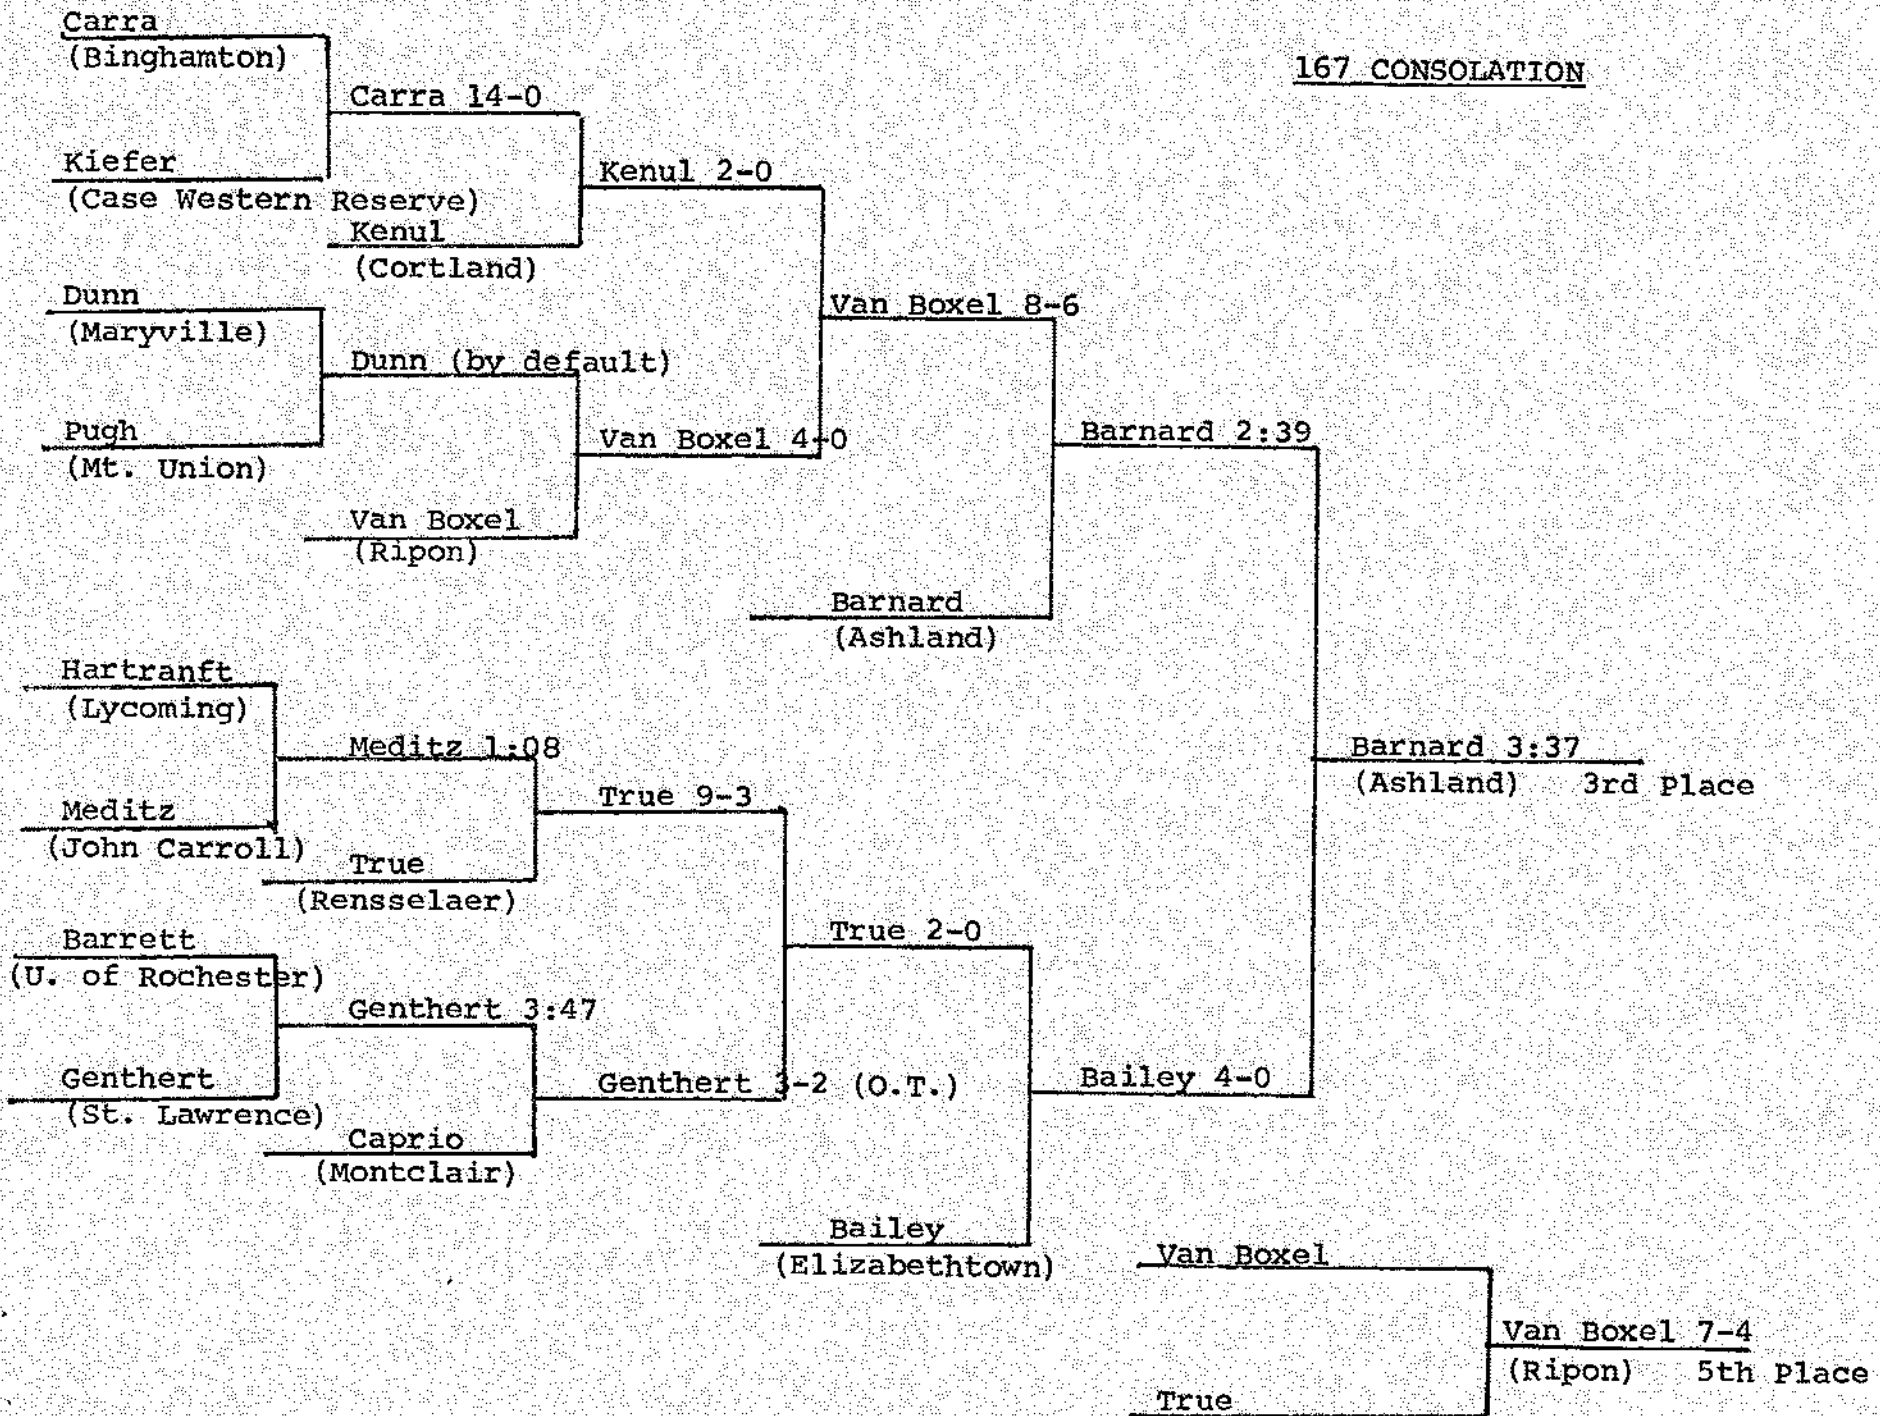 Carra
(Binghamton)
167 CONSOLATION
Carra 14-0
Kiefer
(Case Western Reserve)
Kenul 2-0
Kenul
(Cortland)
Dunn
(Maryville)
Van Boxel 8-6
Dunn (by default)
Pugh
(Mt. Union)
Van Boxel 4-0
Barnard 2:39
Van Boxel
(Ripon)
Barnard
(Ashland)
Hartranft
(Lycoming)
Meditz 1:08
Barnard 3:37
(Ashland) 3rd Place
Meditz
(John Carroll)
True 9-3
True
(Rensselaer)
Barrett
(U. of Rochester)
True 2-0
Genthert 3:47
Genthert
(St. Lawrence)
Genthert 3-2 (O.T.)
Bailey 4-0
Caprio
(Montclair)
Bailey
(Elizabethtown)
Van Boxel
Van Boxel 7-4
(Ripon) 5th Place
True